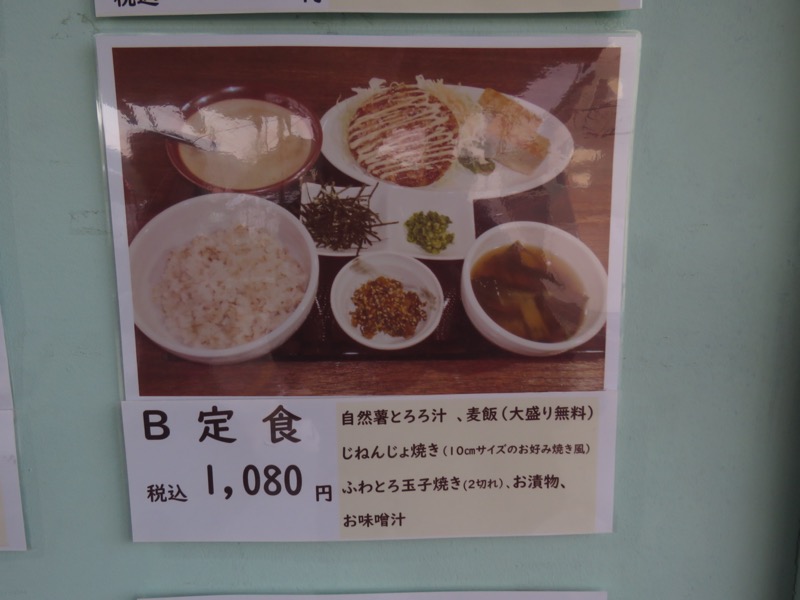 税込
B 定 食
税込 1,080 円
自然薯とろろ汁 、麦飯(大盛り無料)
じねんじょ焼き(10㎝サイズのお好み焼き風)
ふわとろ玉子焼き(2切れ)、お漬物、
お味噌汁